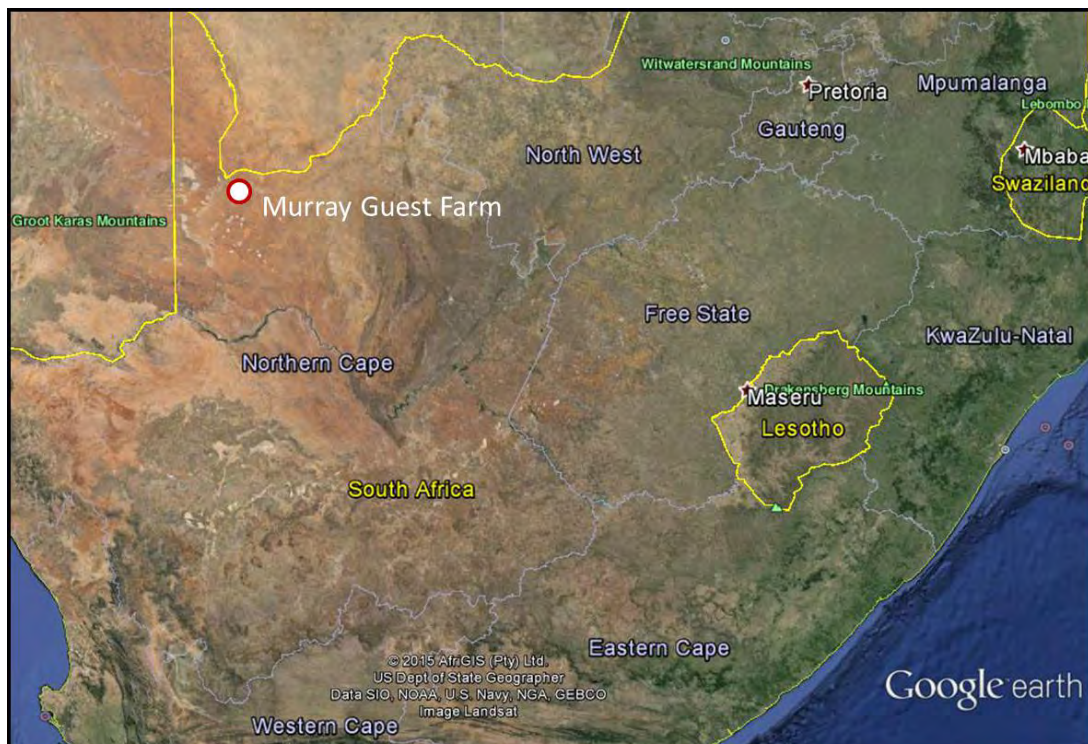 Witwatersrand Mountains
Pretoria
Mpumalanga
Lebombo
Gauteng
North West
Mbaba
Swaziland
Murray Guest Farm
Groot Karas Mountains
Free State
KwaZulu-Natal
Northern Cape
Drakensberg Mountains
Maseru
Lesotho
South Africa
Eastern Cape
© 2015 AfriGIS (Pty) Ltd.
US Dept of State Geographer
Data SIO, NOAA, U.S. Navy, NGA, GEBCO
Image Landsat
Google earth
Western Cape